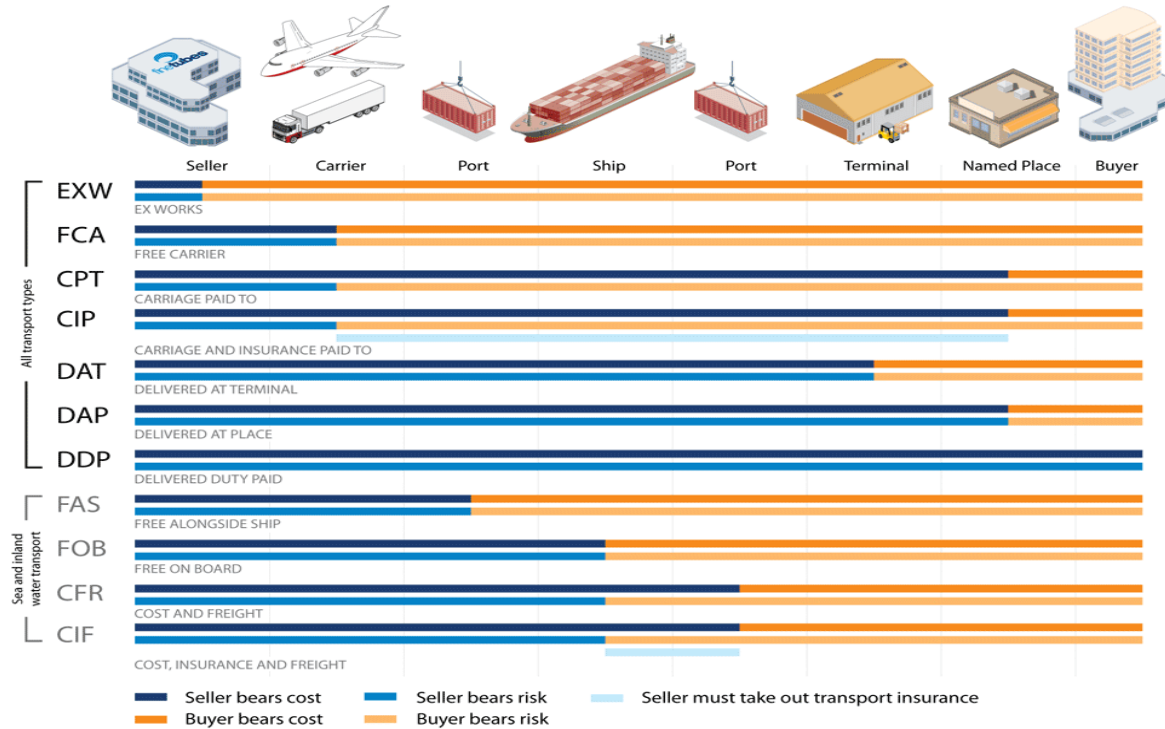 finetubes
Seller Carrier Port Ship Port Terminal Named Place Buyer
All transport types
EXW
EX WORKS
FCA
FREE CARRIER
CPT
CARRIAGE PAID TO
CIP
CARRIAGE AND INSURANCE PAID TO
DAT
DELIVERED AT TERMINAL
DAP
DELIVERED AT PLACE
DDP
DELIVERED DUTY PAID
Sea and inland
water transport
FAS
FREE ALONGSIDE SHIP
FOB
FREE ON BOARD
CFR
COST AND FREIGHT
CIF
COST, INSURANCE AND FREIGHT
Seller bears cost Seller bears risk Seller must take out transport insurance
Buyer bears cost Buyer bears risk